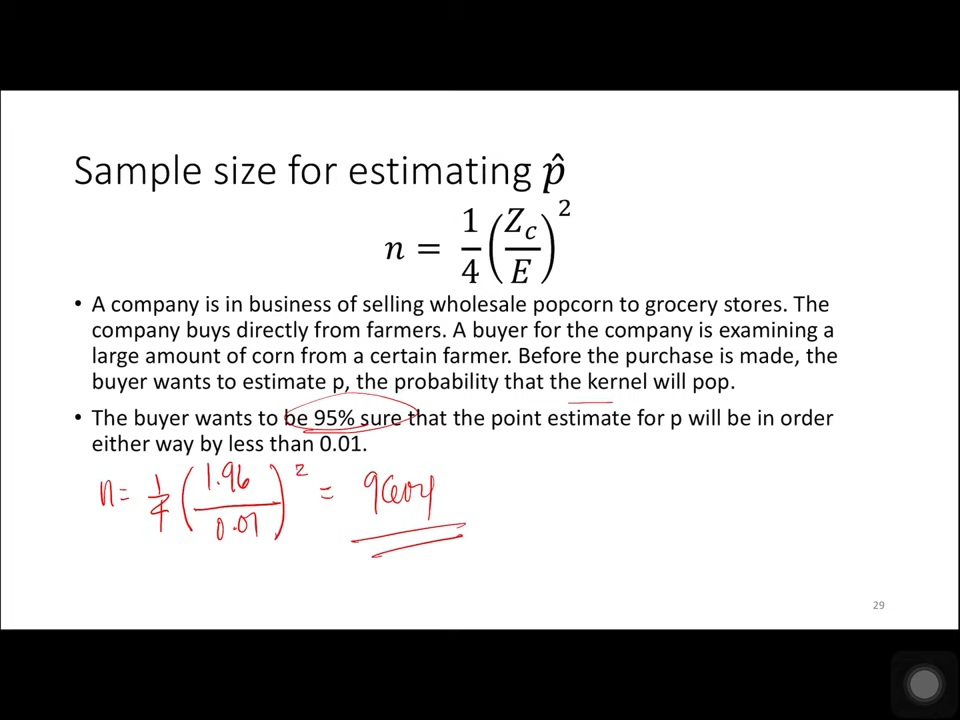 Sample size for estimating p̂
n = 1/4 (Z_c/E)^2
• A company is in business of selling wholesale popcorn to grocery stores. The
company buys directly from farmers. A buyer for the company is examining a
large amount of corn from a certain farmer. Before the purchase is made, the
buyer wants to estimate p, the probability that the kernel will pop.
• The buyer wants to be 95% sure that the point estimate for p will be in order
either way by less than 0.01.
n = 1/4 (1.96/0.01)^2 = 9604
29